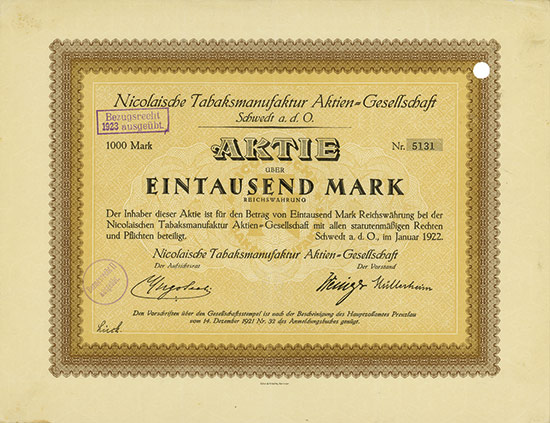 Nicolaische Tabaksmanufaktur Aktien=Gesellschaft
Schwedt a. d. O.
Bezugsrecht
1923 ausgeübt.
1000 Mark
AKTIE
Nr. 5131
ÜBER
EINTAUSEND MARK
REICHSWÄHRUNG
Der Inhaber dieser Aktie ist für den Betrag von Eintausend Mark Reichswährung bei der
Nicolaischen Tabaksmanufaktur Aktien=Gesellschaft mit allen statutenmäßigen Rechten
und Pflichten beteiligt. Schwedt a. d. O., im Januar 1922.
Nicolaische Tabaksmanufaktur Aktien=Gesellschaft
Der Aufsichtsrat Der Vorstand
Den Vorschriften über den Gesellschaftsstempel ist nach der Bescheinigung des Hauptzollamtes Prenzlau
vom 14. Dezember 1921 Nr. 32 des Anmeldungsbuches genügt.